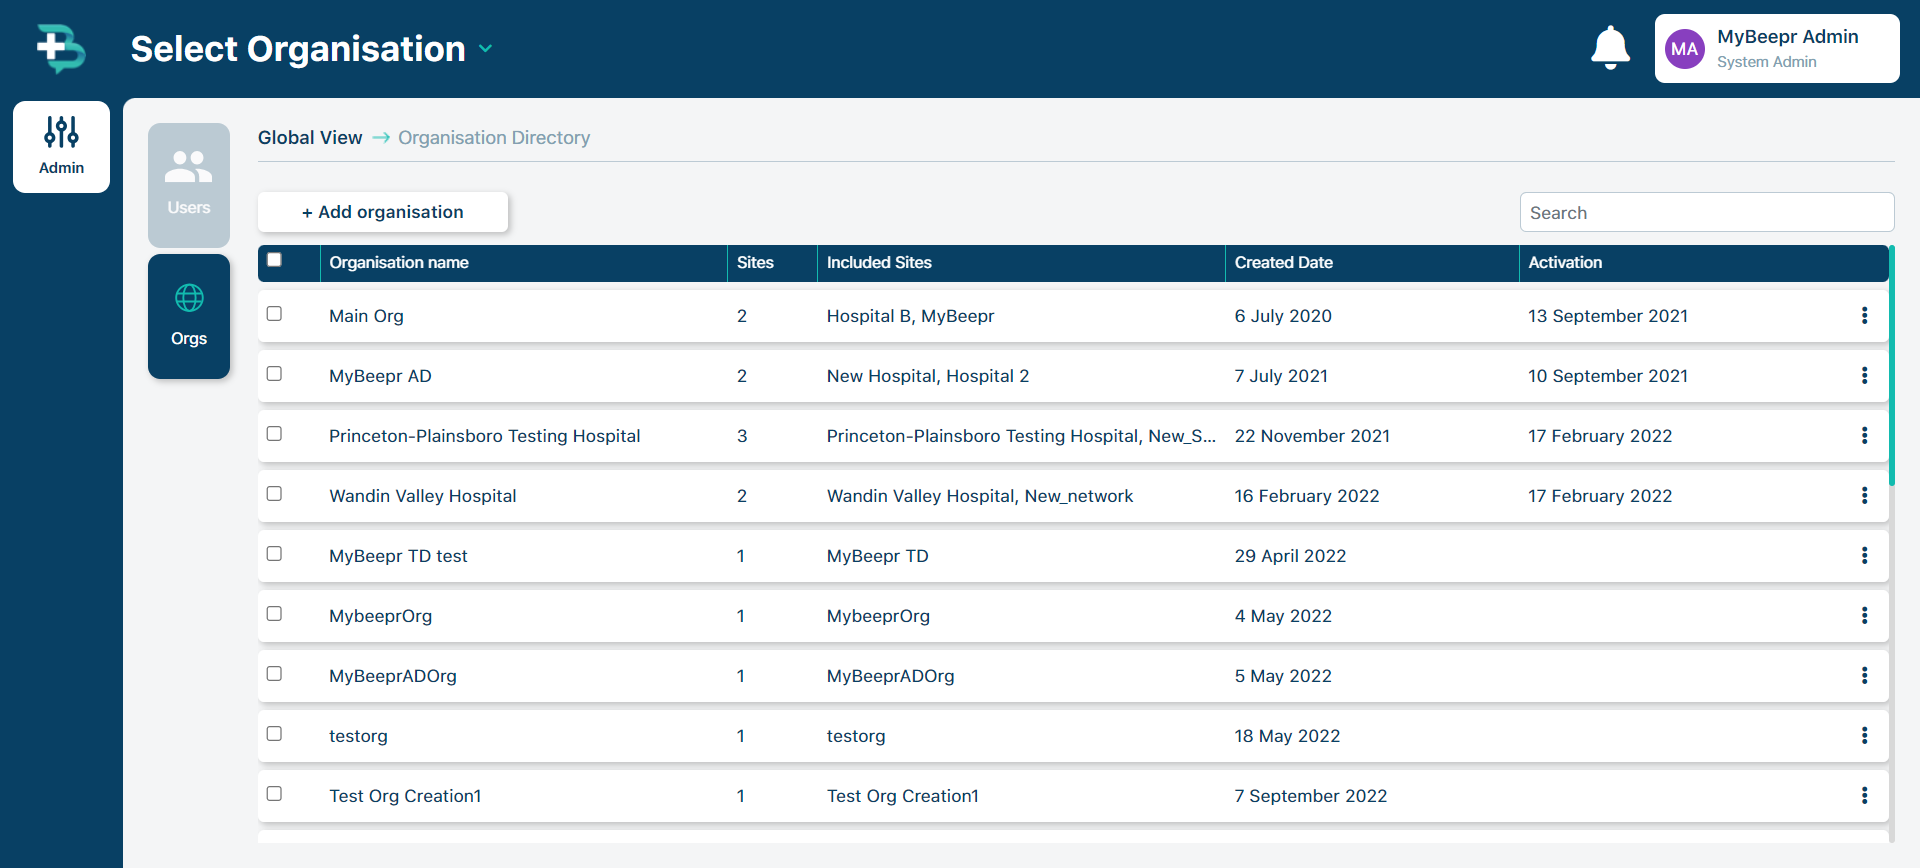 Select Organisation
MA
MyBeepr Admin
System Admin
Admin
Users
Orgs
Global View → Organisation Directory
+ Add organisation
Search
Organisation name Sites Included Sites Created Date Activation
Main Org 2 Hospital B, MyBeepr 6 July 2020 13 September 2021
MyBeepr AD 2 New Hospital, Hospital 2 7 July 2021 10 September 2021
Princeton-Plainsboro Testing Hospital 3 Princeton-Plainsboro Testing Hospital, New_S... 22 November 2021 17 February 2022
Wandin Valley Hospital 2 Wandin Valley Hospital, New_network 16 February 2022 17 February 2022
MyBeepr TD test 1 MyBeepr TD 29 April 2022
MybeeprOrg 1 MybeeprOrg 4 May 2022
MyBeeprADOrg 1 MyBeeprADOrg 5 May 2022
testorg 1 testorg 18 May 2022
Test Org Creation1 1 Test Org Creation1 7 September 2022